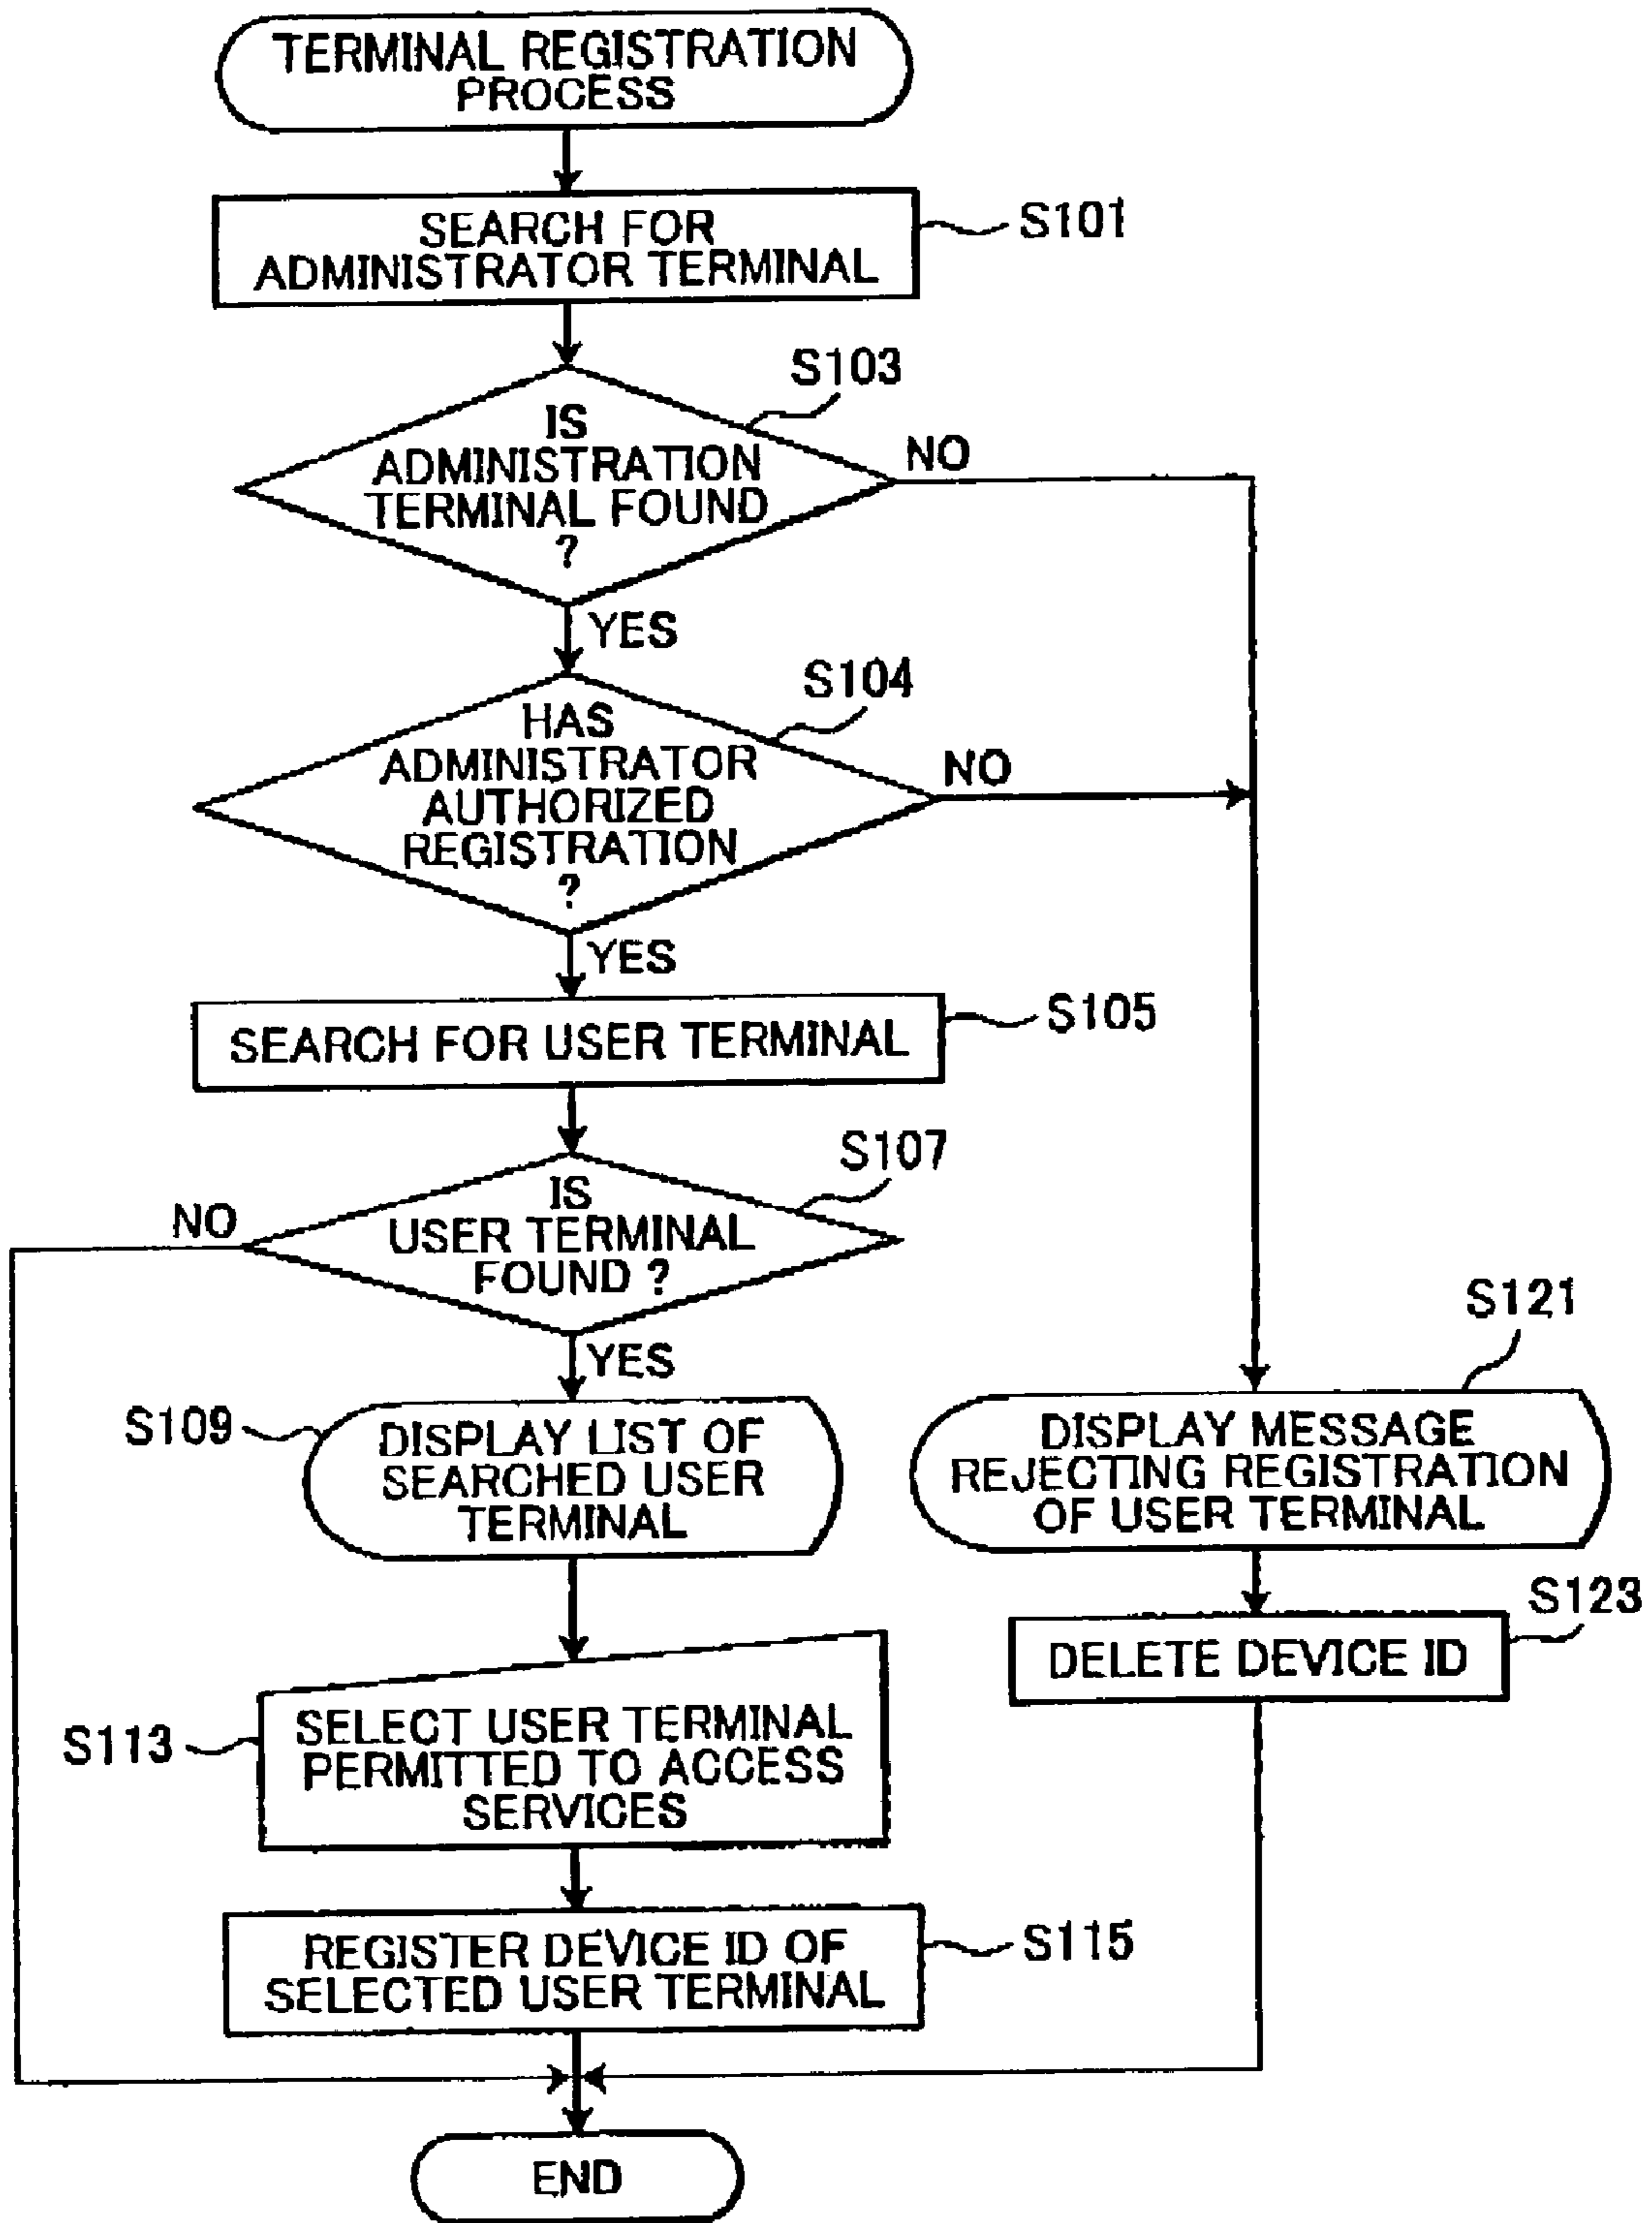 TERMINAL REGISTRATION
PROCESS
SEARCH FOR
ADMINISTRATOR TERMINAL
S101
S103
IS
ADMINISTRATION
TERMINAL FOUND
?
NO
YES
S104
HAS
ADMINISTRATOR
AUTHORIZED
REGISTRATION
?
NO
YES
SEARCH FOR USER TERMINAL
S105
S107
IS
USER TERMINAL
FOUND ?
NO
YES
S109
DISPLAY LIST OF
SEARCHED USER
TERMINAL
S121
DISPLAY MESSAGE
REJECTING REGISTRATION
OF USER TERMINAL
S123
DELETE DEVICE ID
S113
SELECT USER TERMINAL
PERMITTED TO ACCESS
SERVICES
REGISTER DEVICE ID OF
SELECTED USER TERMINAL
S115
END